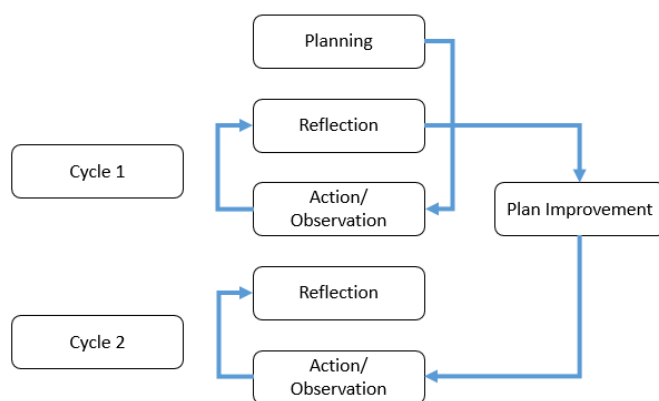 Planning
Reflection
Cycle 1
Action/
Observation
Plan Improvement
Reflection
Cycle 2
Action/
Observation